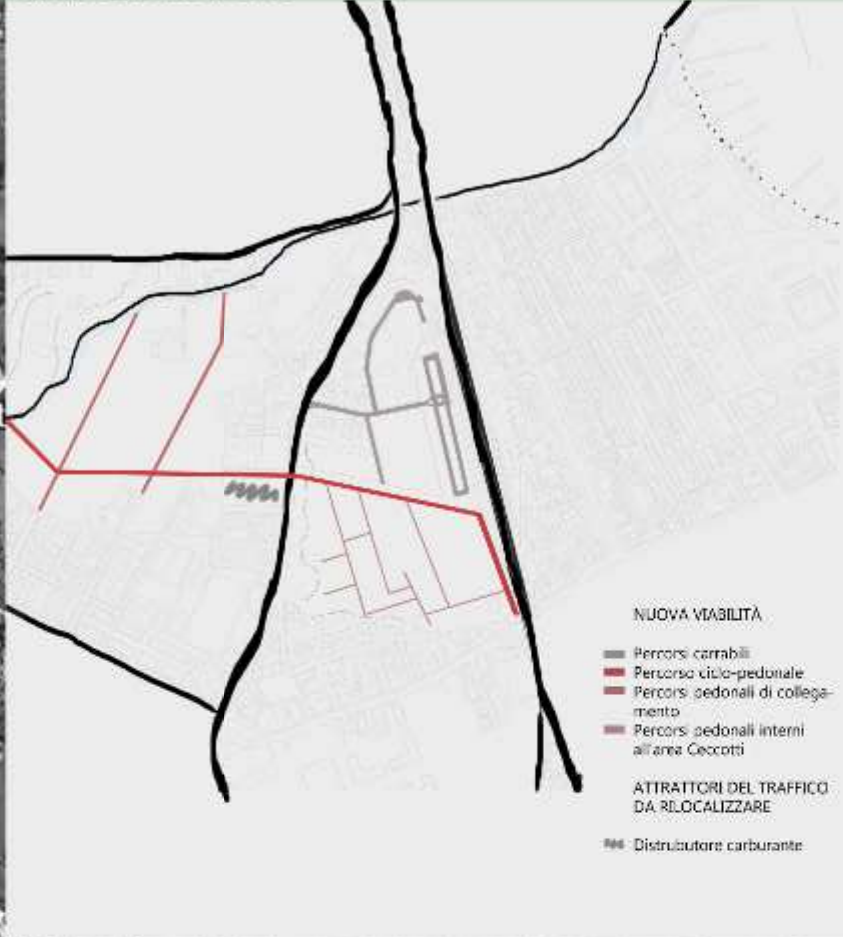 NUOVA VIABILITÀ
Percorsi carrabili
Percorso ciclo-pedonale
Percorsi pedonali di collega-
mento
Percorsi pedonali interni
all'area Ceccotti
ATTRATTORI DEL TRAFFICO
DA RILOCALIZZARE
Distrubutore carburante